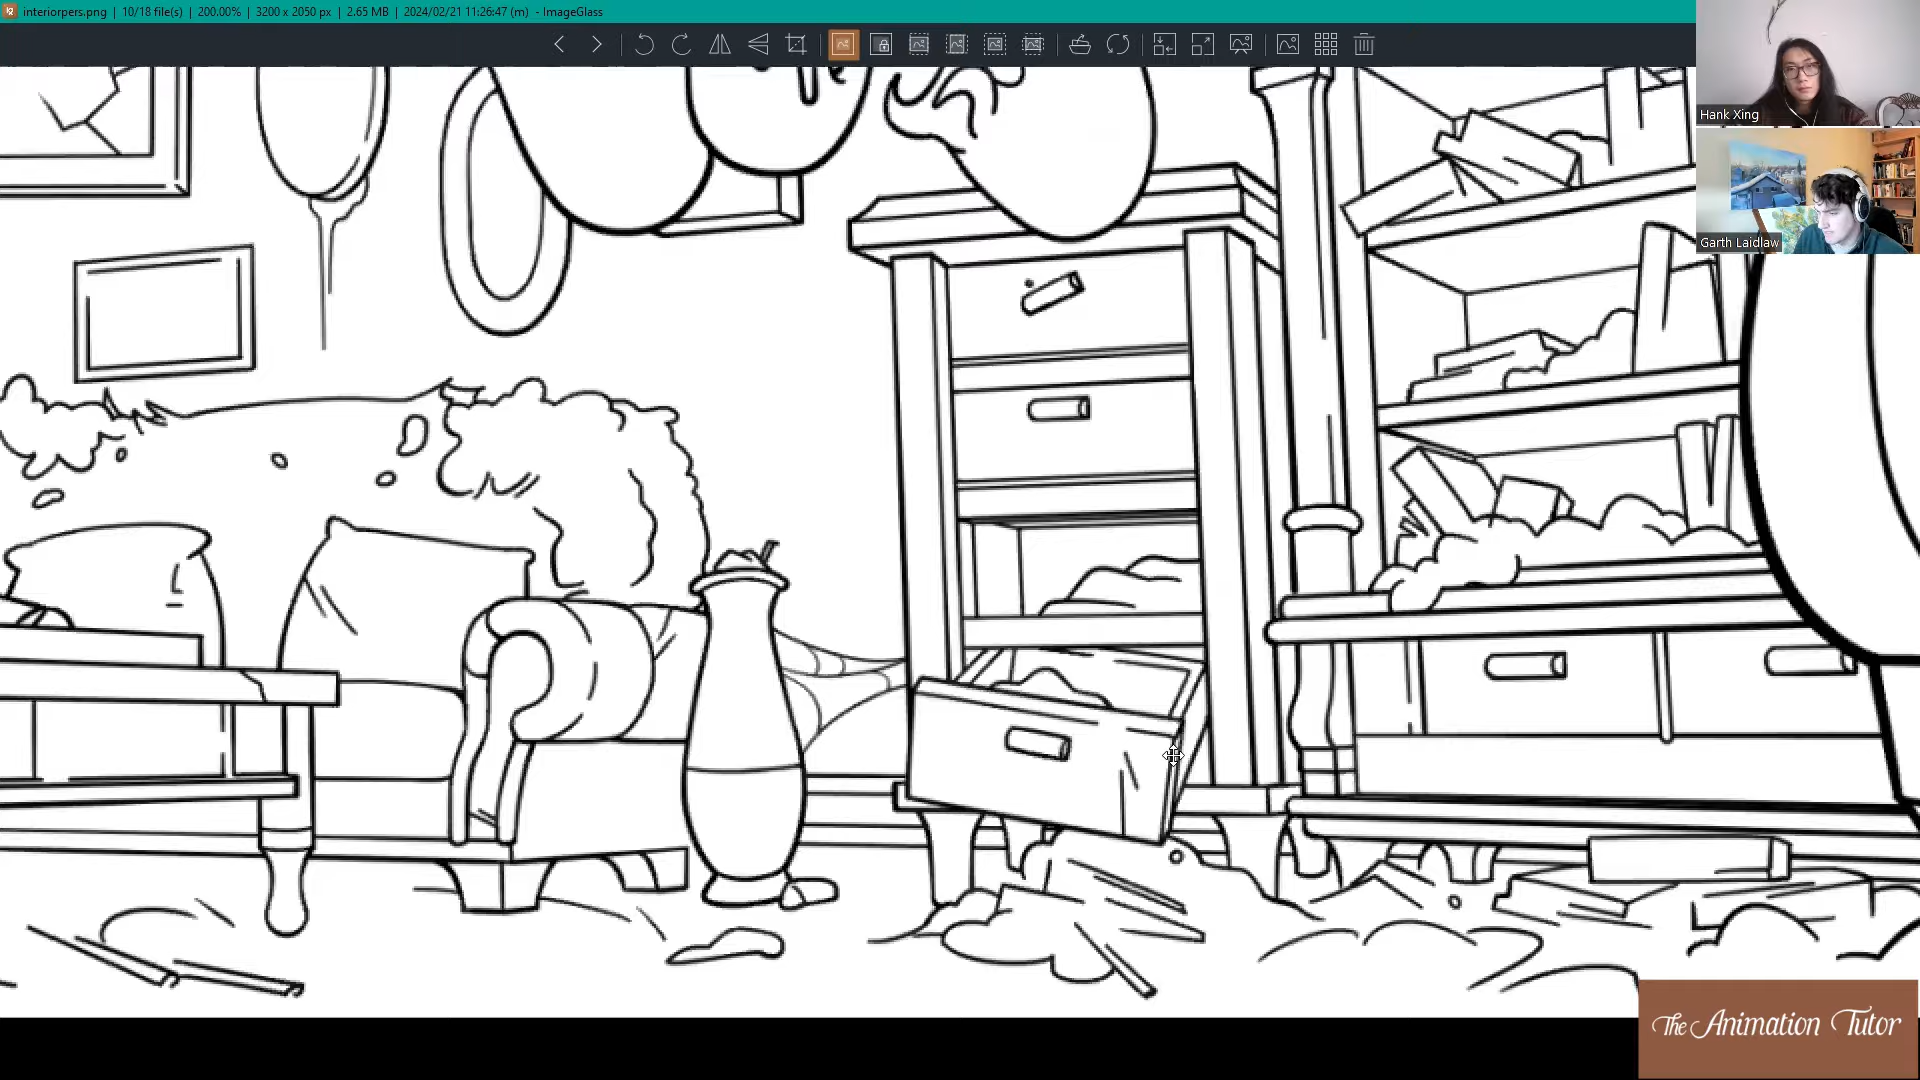 interiorpers.png | 10/18 file(s) | 200.00% | 3200 x 2050 px | 2.65 MB | 2024/02/21 11:26:47 (m) - ImageGlass
Hank Xing
Garth Laidlaw
The Animation Tutor